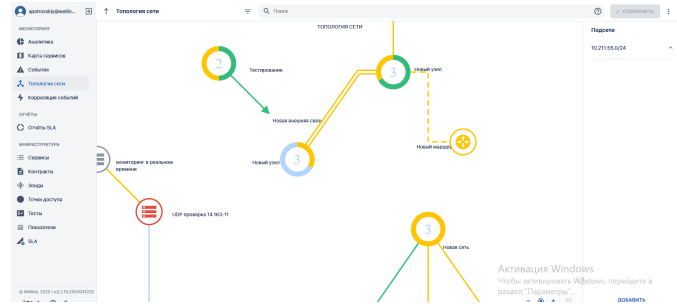 apetrovskiy@wellin...
Топология сети
Поиск
СОХРАНИТЬ
МОНИТОРИНГ
Аналитика
Карта сервисов
События
Топология сети
Корреляция событий
ОТЧЁТЫ
Отчёты SLA
ИНФРАСТРУКТУРА
Сервисы
Контракты
Зонды
Точки доступа
Тесты
Показатели
SLA
ТОПОЛОГИЯ СЕТИ
2
Тестирование
3
Новый узел
Новая внешняя связь
Новый узел
3
Новый маршру
мониторинг в реальном
времени
UDP проверка 14.163-11
3
Новая сеть
Подсети
10.211.55.0/24
Активация Windows
Чтобы активировать Windows, перейдите в
раздел "Параметры".
ДОБАВИТЬ